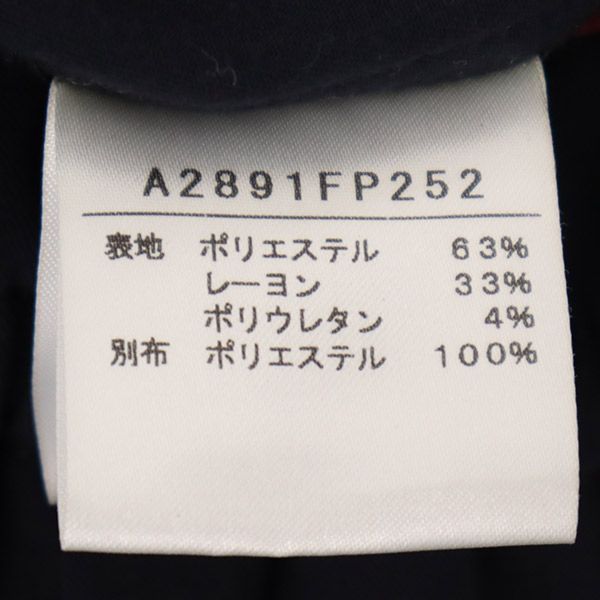 A2891FP252
表地 ポリエステル 63%
レーヨン 33%
ポリウレタン 4%
別布 ポリエステル 100%